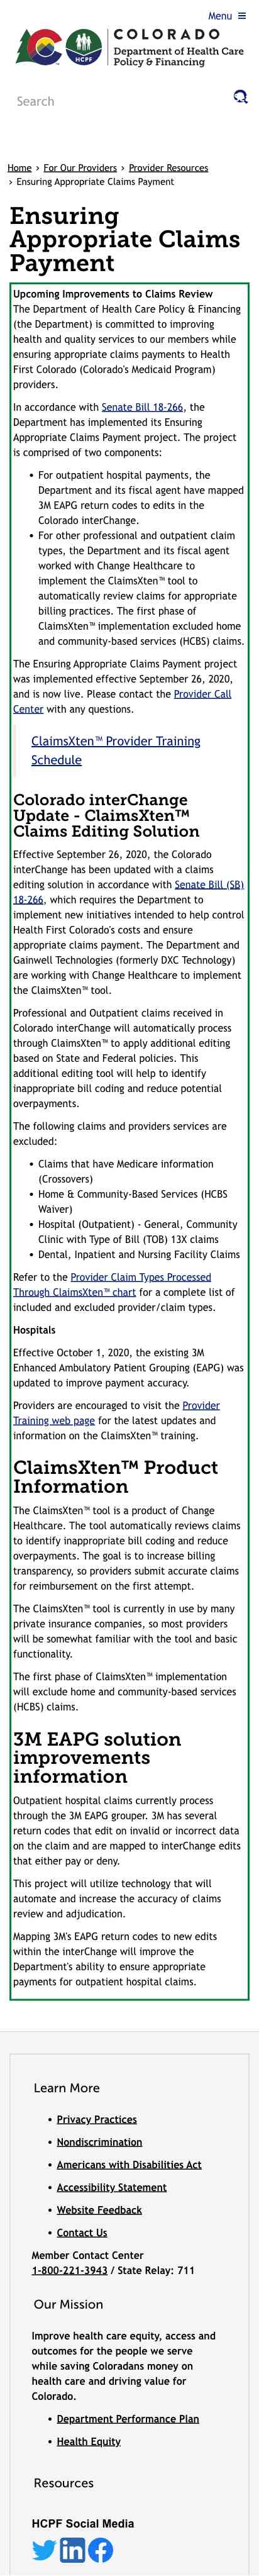 Menu ≡
COLORADO
HCPF
Department of Health Care
Policy & Financing
Search
Home › For Our Providers › Provider Resources
› Ensuring Appropriate Claims Payment
Ensuring
Appropriate Claims
Payment
Upcoming Improvements to Claims Review
The Department of Health Care Policy & Financing
(the Department) is committed to improving
health and quality services to our members while
ensuring appropriate claims payments to Health
First Colorado (Colorado's Medicaid Program)
providers.
In accordance with Senate Bill 18-266, the
Department has implemented its Ensuring
Appropriate Claims Payment project. The project
is comprised of two components:
• For outpatient hospital payments, the
Department and its fiscal agent have mapped
3M EAPG return codes to edits in the
Colorado interChange.
• For other professional and outpatient claim
types, the Department and its fiscal agent
worked with Change Healthcare to
implement the ClaimsXten™ tool to
automatically review claims for appropriate
billing practices. The first phase of
ClaimsXten™ implementation excluded home
and community-based services (HCBS) claims.
The Ensuring Appropriate Claims Payment project
was implemented effective September 26, 2020,
and is now live. Please contact the Provider Call
Center with any questions.
ClaimsXten™ Provider Training
Schedule
Colorado interChange
Update - ClaimsXten™
Claims Editing Solution
Effective September 26, 2020, the Colorado
interChange has been updated with a claims
editing solution in accordance with Senate Bill (SB)
18-266, which requires the Department to
implement new initiatives intended to help control
Health First Colorado's costs and ensure
appropriate claims payment. The Department and
Gainwell Technologies (formerly DXC Technology)
are working with Change Healthcare to implement
the ClaimsXten™ tool.
Professional and Outpatient claims received in
Colorado interChange will automatically process
through ClaimsXten™ to apply additional editing
based on State and Federal policies. This
additional editing tool will help to identify
inappropriate bill coding and reduce potential
overpayments.
The following claims and providers services are
excluded:
• Claims that have Medicare information
(Crossovers)
• Home & Community-Based Services (HCBS
Waiver)
• Hospital (Outpatient) - General, Community
Clinic with Type of Bill (TOB) 13X claims
• Dental, Inpatient and Nursing Facility Claims
Refer to the Provider Claim Types Processed
Through ClaimsXten™ chart for a complete list of
included and excluded provider/claim types.
Hospitals
Effective October 1, 2020, the existing 3M
Enhanced Ambulatory Patient Grouping (EAPG) was
updated to improve payment accuracy.
Providers are encouraged to visit the Provider
Training web page for the latest updates and
information on the ClaimsXten™ training.
ClaimsXten™ Product
Information
The ClaimsXten™ tool is a product of Change
Healthcare. The tool automatically reviews claims
to identify inappropriate bill coding and reduce
overpayments. The goal is to increase billing
transparency, so providers submit accurate claims
for reimbursement on the first attempt.
The ClaimsXten™ tool is currently in use by many
private insurance companies, so most providers
will be somewhat familiar with the tool and basic
functionality.
The first phase of ClaimsXten™ implementation
will exclude home and community-based services
(HCBS) claims.
3M EAPG solution
improvements
information
Outpatient hospital claims currently process
through the 3M EAPG grouper. 3M has several
return codes that edit on invalid or incorrect data
on the claim and are mapped to interChange edits
that either pay or deny.
This project will utilize technology that will
automate and increase the accuracy of claims
review and adjudication.
Mapping 3M's EAPG return codes to new edits
within the interChange will improve the
Department's ability to ensure appropriate
payments for outpatient hospital claims.
Learn More
• Privacy Practices
• Nondiscrimination
• Americans with Disabilities Act
• Accessibility Statement
• Website Feedback
• Contact Us
Member Contact Center
1-800-221-3943 / State Relay: 711
Our Mission
Improve health care equity, access and
outcomes for the people we serve
while saving Coloradans money on
health care and driving value for
Colorado.
• Department Performance Plan
• Health Equity
Resources
HCPF Social Media